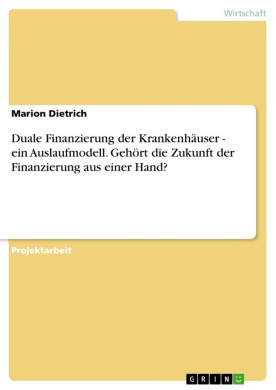 Wirtschaft
Marion Dietrich
Duale Finanzierung der Krankenhäuser -
ein Auslaufmodell. Gehört die Zukunft der
Finanzierung aus einer Hand?
Projektarbeit
GRIN